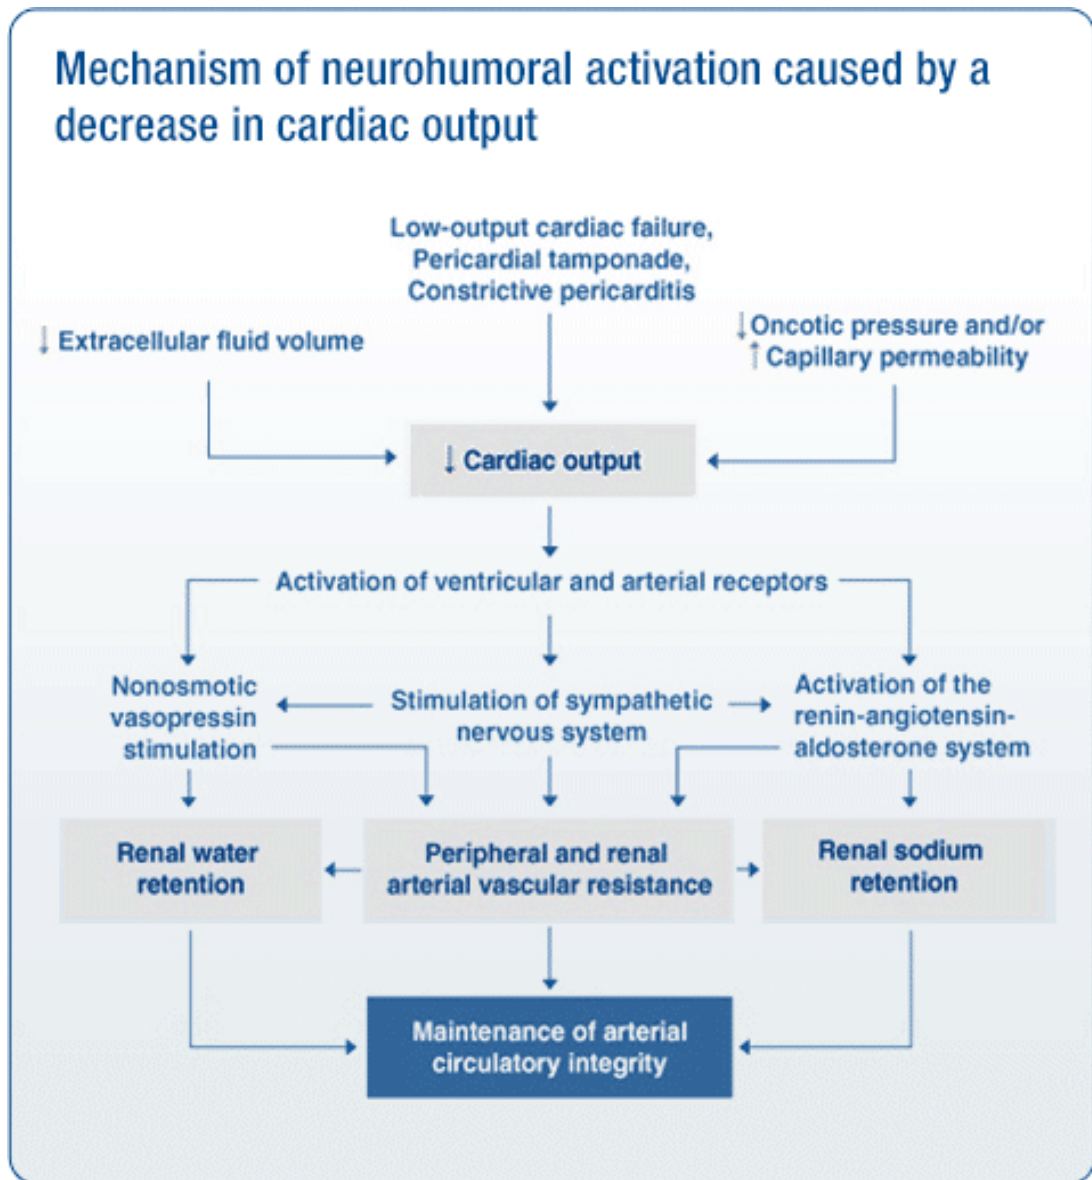 Mechanism of neurohumoral activation caused by a
decrease in cardiac output
Low-output cardiac failure,
Pericardial tamponade,
Constrictive pericarditis
↓ Extracellular fluid volume
↓ Oncotic pressure and/or
↑ Capillary permeability
↓ Cardiac output
Activation of ventricular and arterial receptors
Nonosmotic
vasopressin
stimulation
Stimulation of sympathetic
nervous system
Activation of the
renin-angiotensin-
aldosterone system
Renal water
retention
Peripheral and renal
arterial vascular resistance
Renal sodium
retention
Maintenance of arterial
circulatory integrity